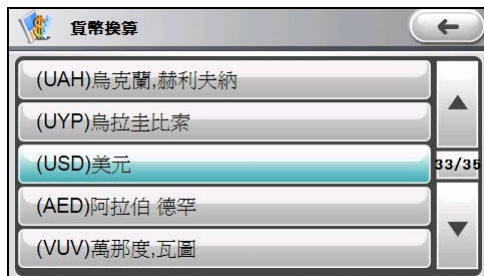 貨幣換算
(UAH)烏克蘭,赫利夫納
(UYP)烏拉圭比索
(USD)美元
33/35
(AED)阿拉伯 德罕
(VUV)萬那度,瓦圖